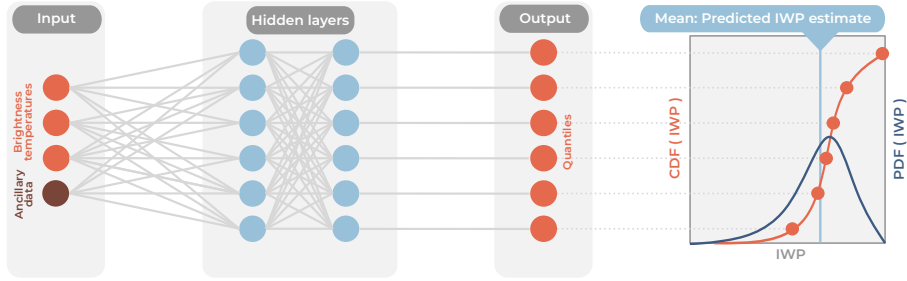 Input
Hidden layers
Output
Mean: Predicted IWP estimate
Brightness
temperatures
Ancillary
data
Quantiles
CDF ( IWP )
PDF ( IWP )
IWP